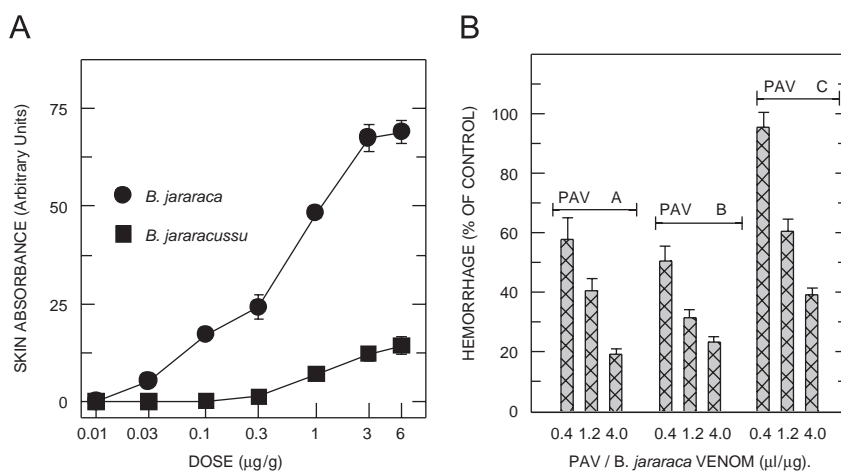 A
SKIN ABSORBANCE (Arbitrary Units)
75
50
25
0
B. jararaca
B. jararacussu
0.01 0.03 0.1 0.3 1 3 6
DOSE (μg/g)
B
HEMORRHAGE (% OF CONTROL)
100
80
60
40
20
0
PAV A
PAV B
PAV C
0.4 1.2 4.0 0.4 1.2 4.0 0.4 1.2 4.0
PAV / B. jararaca VENOM (μl/μg).